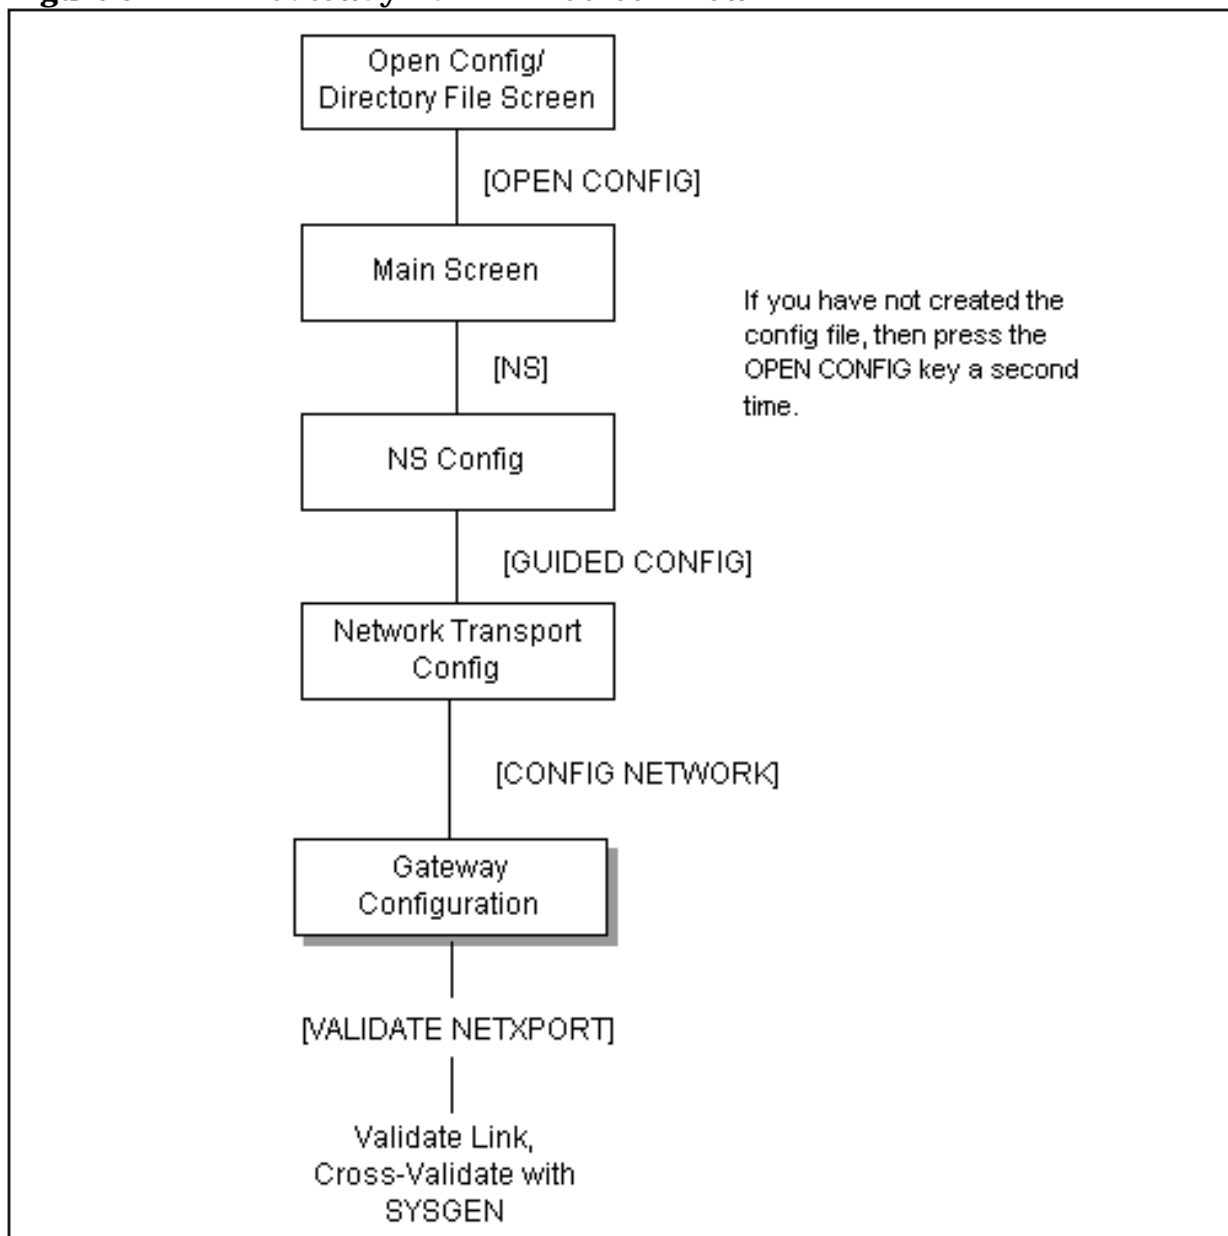 Open Config/
Directory File Screen
[OPEN CONFIG]
Main Screen
If you have not created the
config file, then press the
OPEN CONFIG key a second
time.
[NS]
NS Config
[GUIDED CONFIG]
Network Transport
Config
[CONFIG NETWORK]
Gateway
Configuration
[VALIDATE NETXPORT]
Validate Link,
Cross-Validate with
SYSGEN